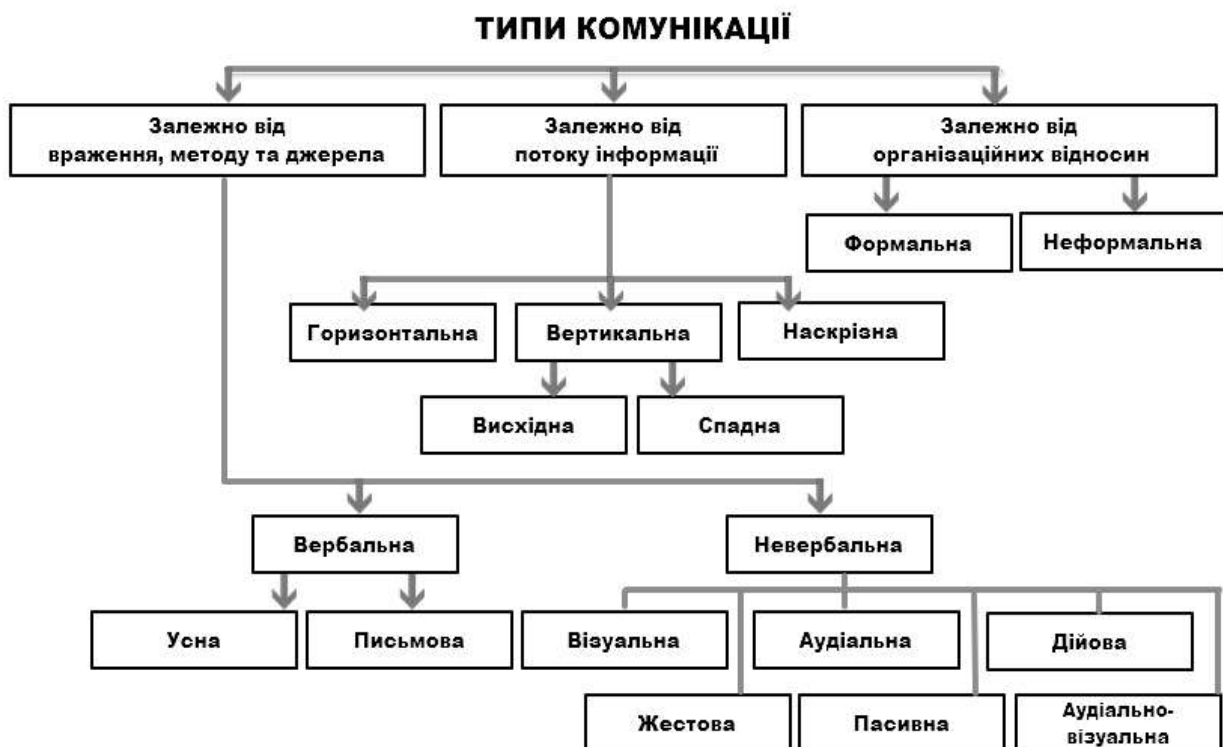 ТИПИ КОМУНІКАЦІЇ
Залежно від
враження, методу та джерела
Залежно від
потоку інформації
Залежно від
організаційних відносин
Формальна
Неформальна
Горизонтальна
Вертикальна
Наскрізна
Висхідна
Спадна
Вербальна
Невербальна
Усна
Письмова
Візуальна
Аудіальна
Дійова
Жестова
Пасивна
Аудіально-
візуальна